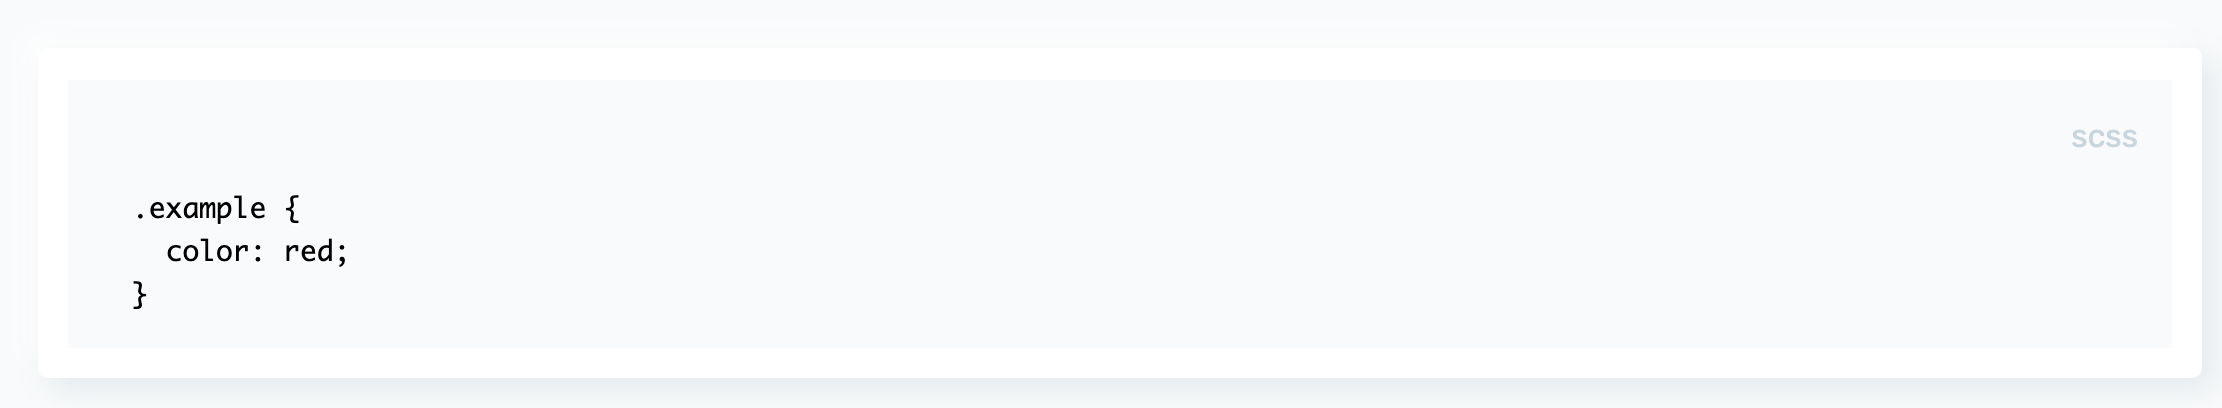 SCSS
.example {
  color: red;
}